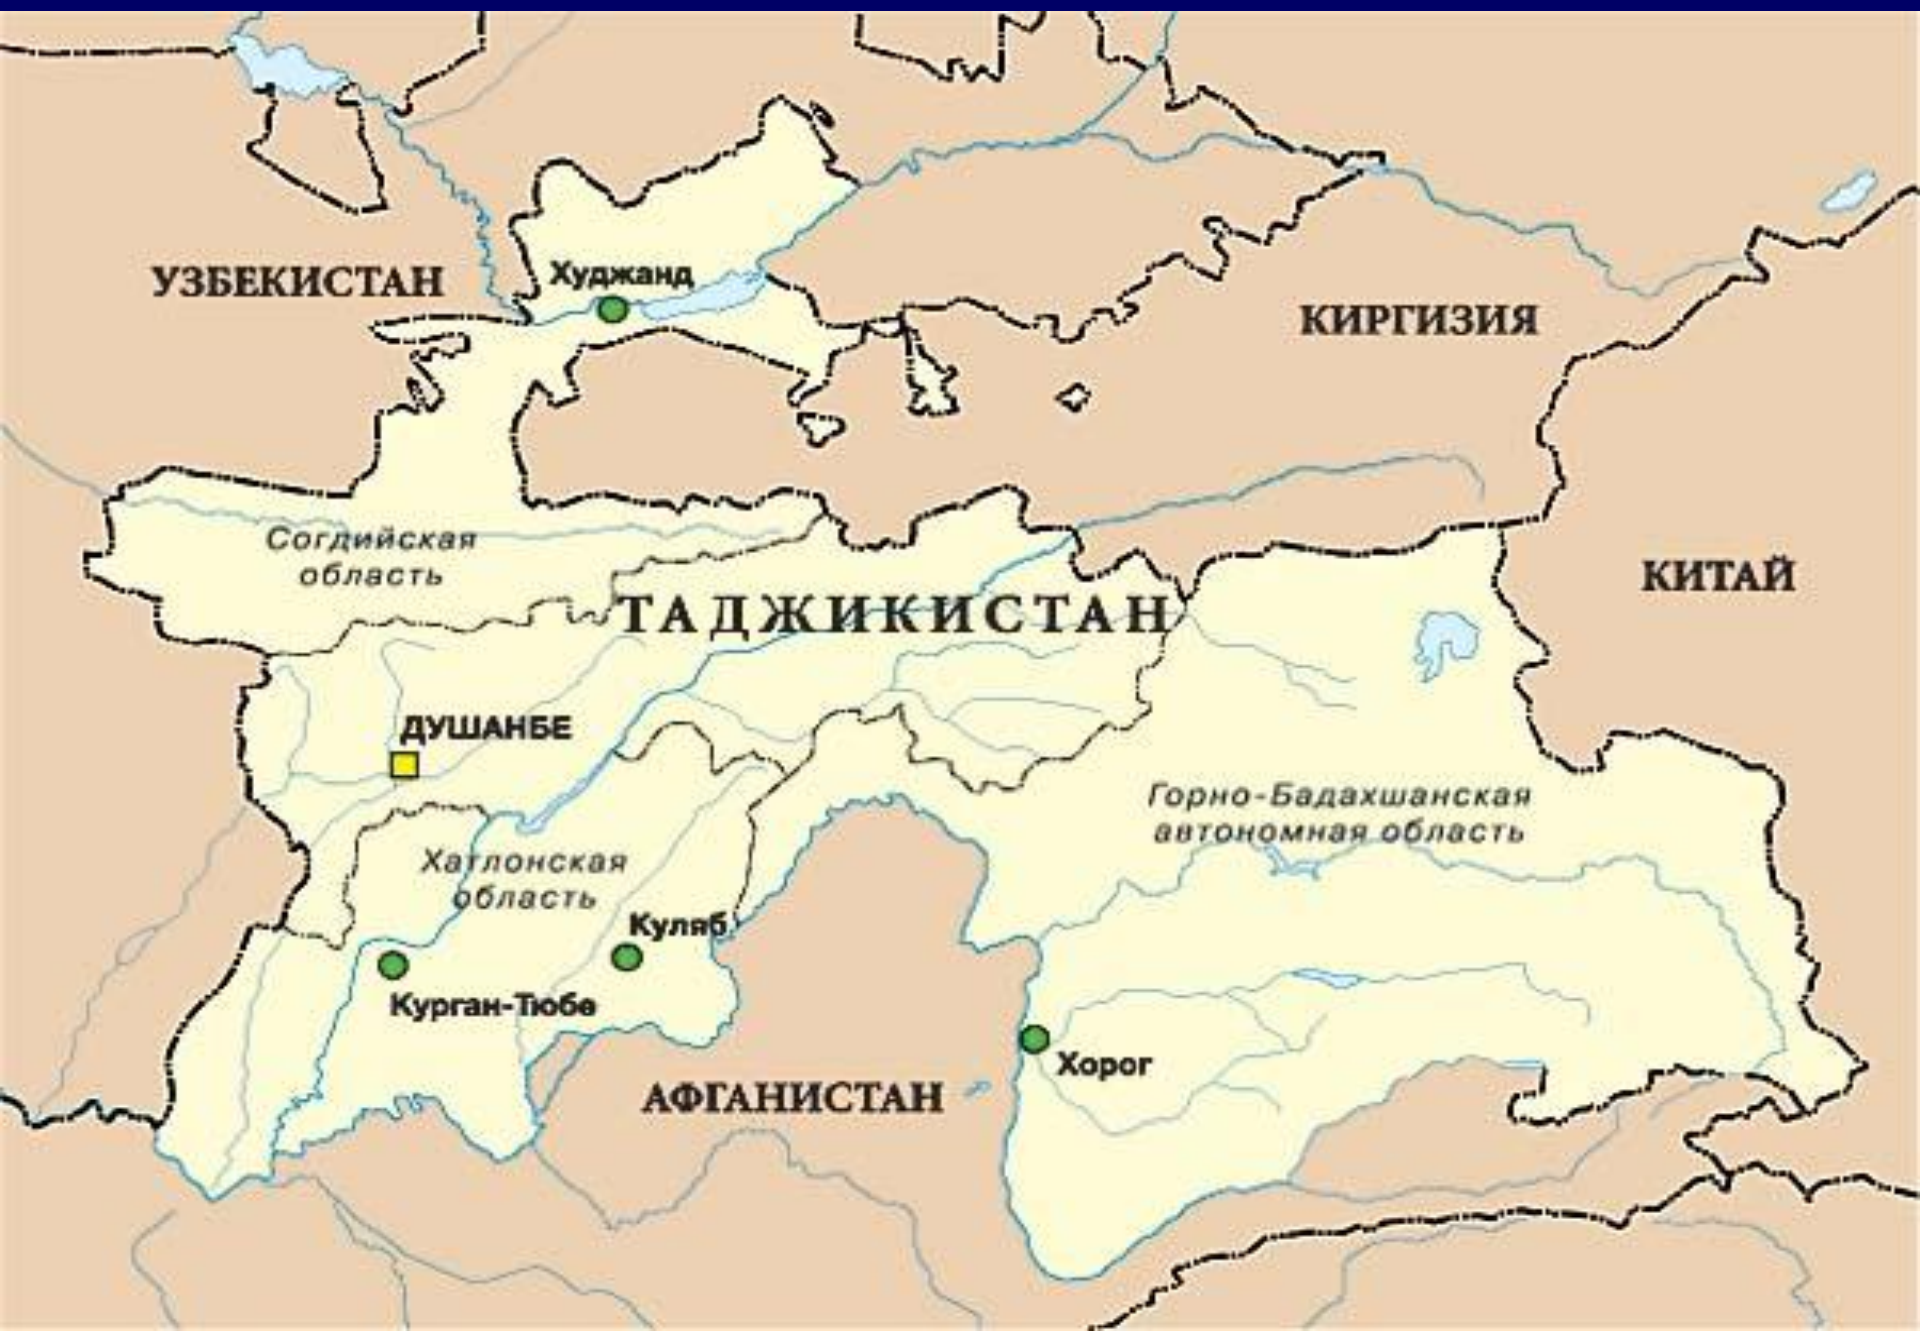 Худжанд
УЗБЕКИСТАН
КИРГИЗИЯ
Согдийская
область
КИТАЙ
ТАДЖИКИСТАН
ДУШАНБЕ
Горно-Бадахшанская
автономная область
Хатлонская
область
Куляб
Курган-Тюбе
Хорог
АФГАНИСТАН